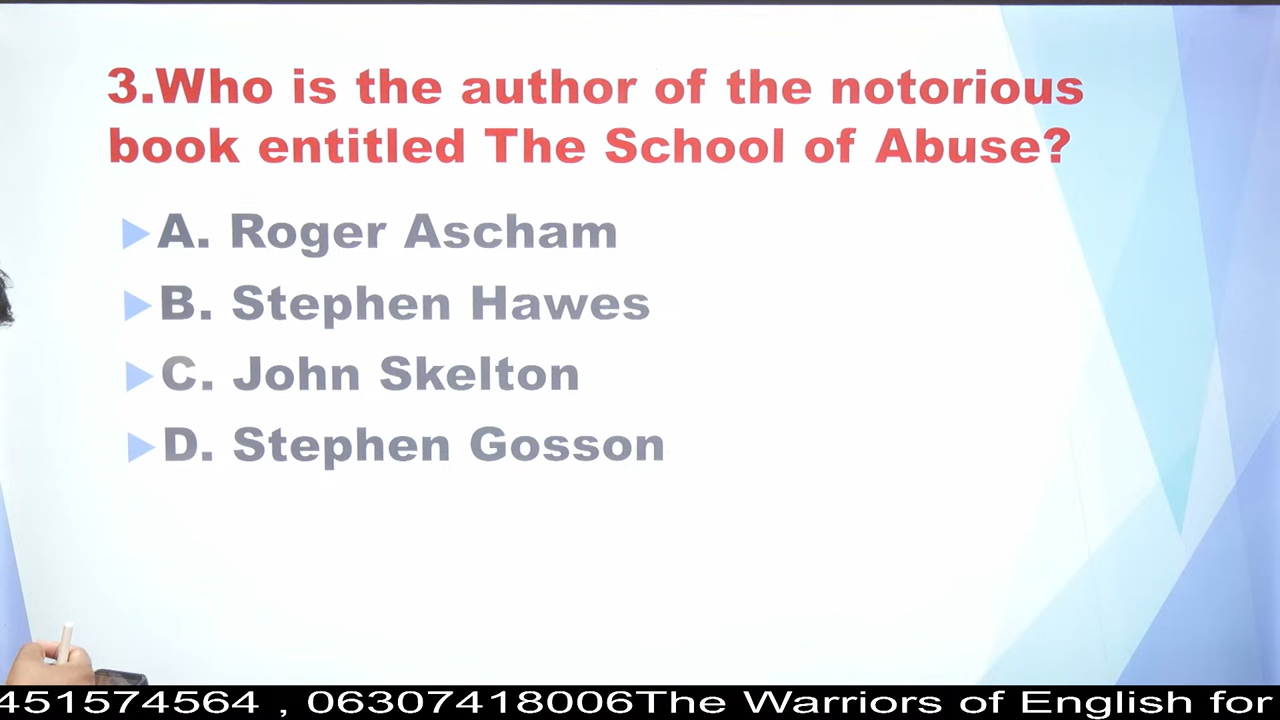 3.Who is the author of the notorious
book entitled The School of Abuse?
A. Roger Ascham
B. Stephen Hawes
C. John Skelton
D. Stephen Gosson
451574564 , 06307418006The Warriors of English for